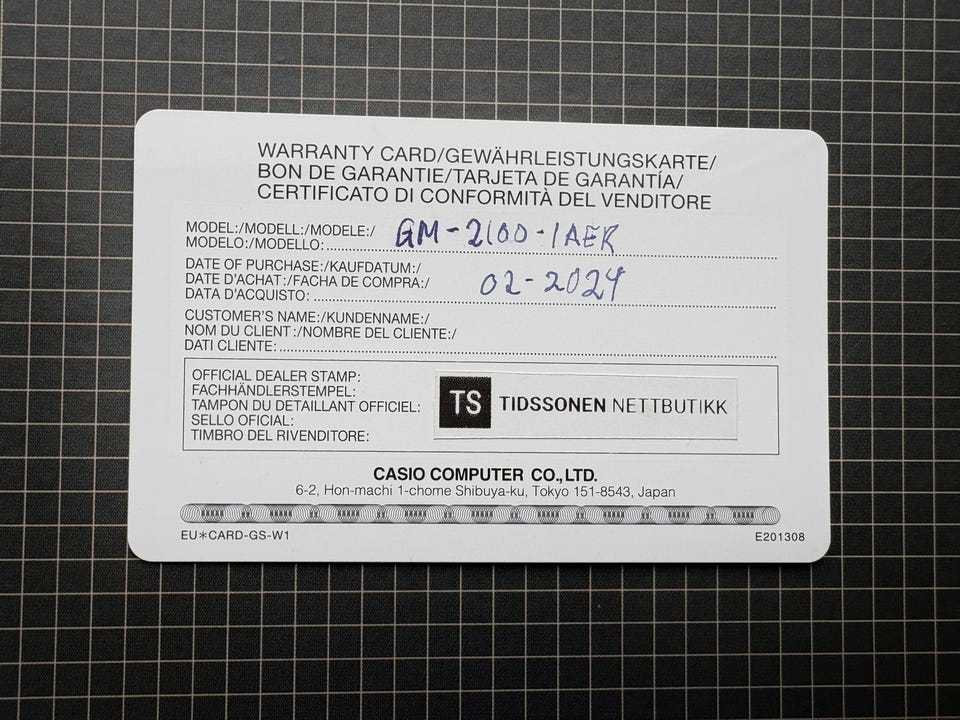 WARRANTY CARD/GEWÄHRLEISTUNGSKARTE/
BON DE GARANTIE/TARJETA DE GARANTÍA/
CERTIFICATO DI CONFORMITÀ DEL VENDITORE
MODEL:/MODELL:/MODELE:/
MODELO:/MODELLO: GM-2100-1AER
DATE OF PURCHASE:/KAUFDATUM:/
DATE D'ACHAT:/FACHA DE COMPRA:/
DATA D'ACQUISTO: 02-2024
CUSTOMER'S NAME:/KUNDENNAME:/
NOM DU CLIENT:/NOMBRE DEL CLIENTE:/
DATI CLIENTE:
OFFICIAL DEALER STAMP:
FACHHÄNDLERSTEMPEL:
TAMPON DU DETAILLANT OFFICIEL:
SELLO OFICIAL:
TIMBRO DEL RIVENDITORE:
TS TIDSSONEN NETTBUTIKK
CASIO COMPUTER CO.,LTD.
6-2, Hon-machi 1-chome Shibuya-ku, Tokyo 151-8543, Japan
EU*CARD-GS-W1 E201308